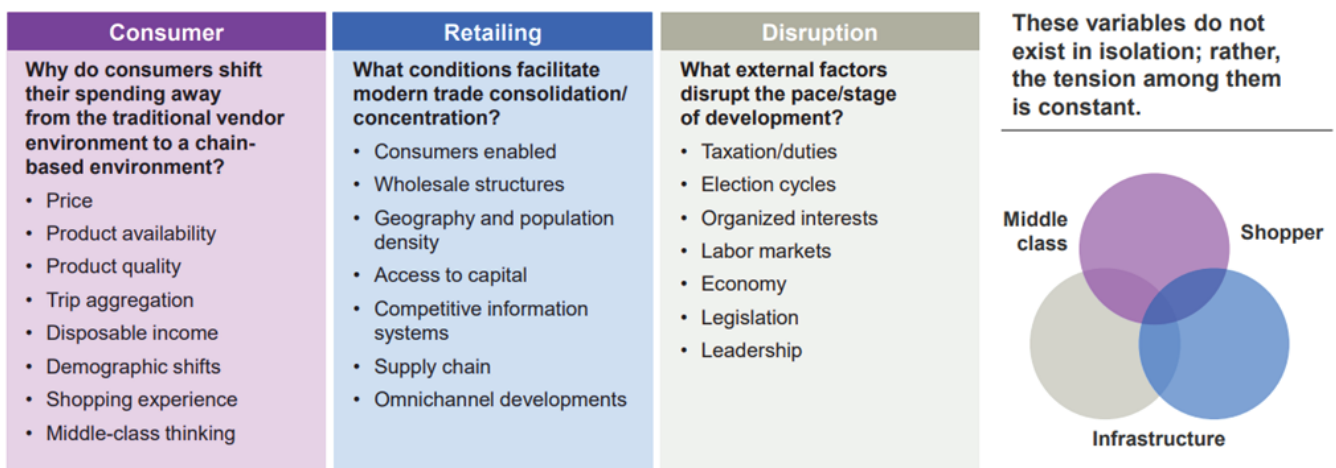 Consumer
Why do consumers shift
their spending away
from the traditional vendor
environment to a chain-
based environment?
• Price
• Product availability
• Product quality
• Trip aggregation
• Disposable income
• Demographic shifts
• Shopping experience
• Middle-class thinking
Retailing
What conditions facilitate
modern trade consolidation/
concentration?
• Consumers enabled
• Wholesale structures
• Geography and population
density
• Access to capital
• Competitive information
systems
• Supply chain
• Omnichannel developments
Disruption
What external factors
disrupt the pace/stage
of development?
• Taxation/duties
• Election cycles
• Organized interests
• Labor markets
• Economy
• Legislation
• Leadership
These variables do not
exist in isolation; rather,
the tension among them
is constant.
Middle
class
Shopper
Infrastructure